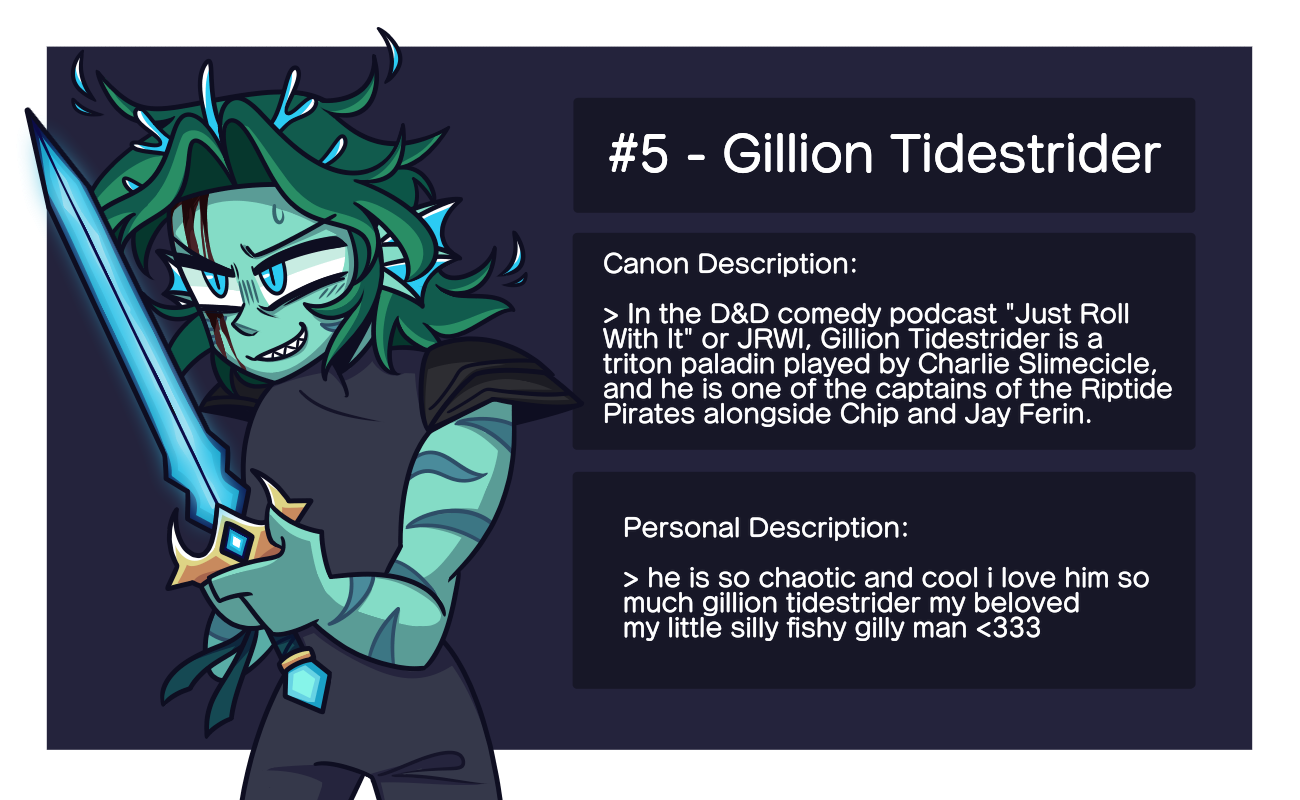 #5 - Gillion Tidestrider
Canon Description:
> In the D&D comedy podcast "Just Roll
With It" or JRWI, Gillion Tidestrider is a
triton paladin played by Charlie Slimecicle,
and he is one of the captains of the Riptide
Pirates alongside Chip and Jay Ferin.
Personal Description:
> he is so chaotic and cool i love him so
much gillion tidestrider my beloved
my little silly fishy gilly man <333